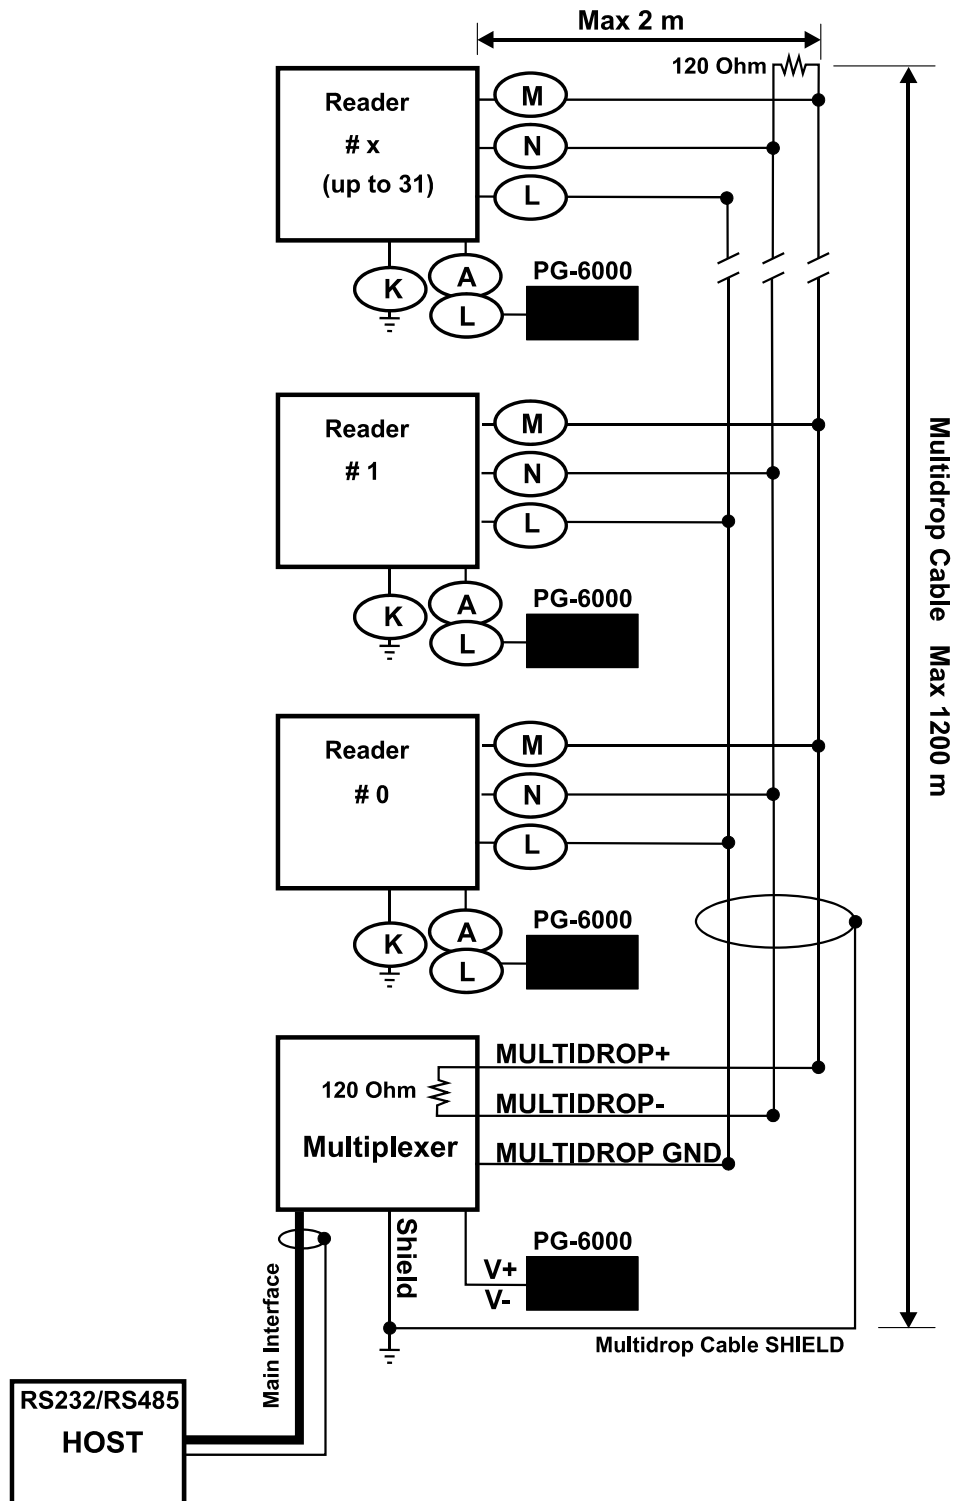 Max 2 m
120 Ohm
Reader
# x
(up to 31)
M
N
L
K
A
L
PG-6000
Reader
# 1
M
N
L
K
A
L
PG-6000
Reader
# 0
M
N
L
K
A
L
PG-6000
Multidrop Cable Max 1200 m
120 Ohm
Multiplexer
MULTIDROP+
MULTIDROP-
MULTIDROP GND
Shield
PG-6000
V+
V-
Main Interface
Multidrop Cable SHIELD
RS232/RS485
HOST